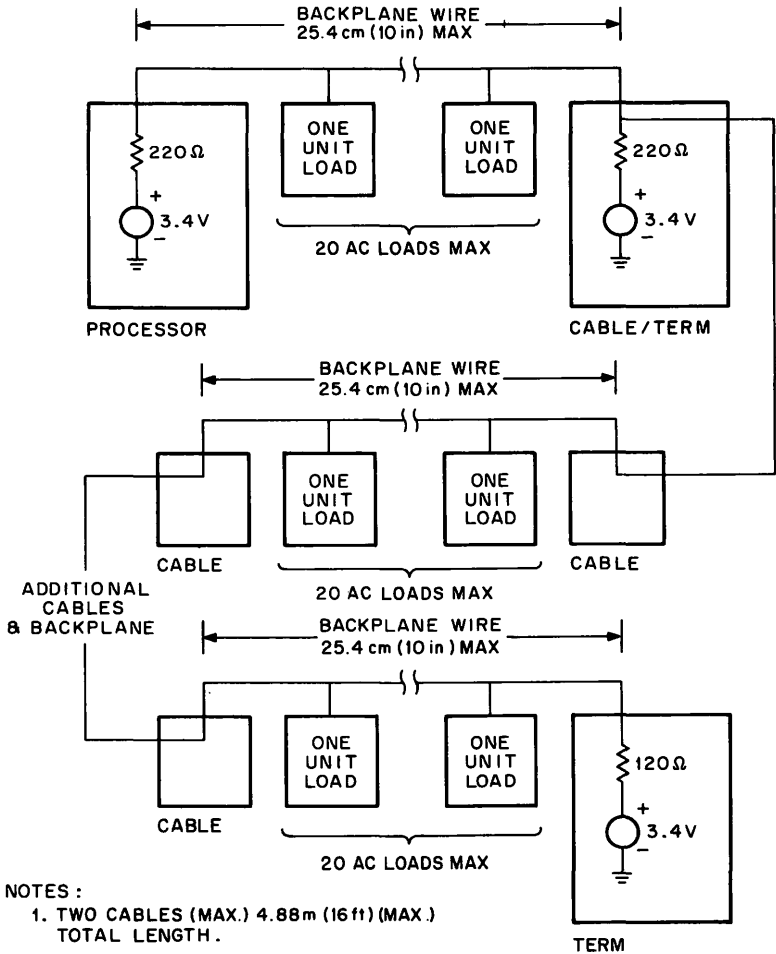 BACKPLANE WIRE
25.4 cm (10 in) MAX
220Ω
+
3.4 V
-
PROCESSOR
ONE
UNIT
LOAD
ONE
UNIT
LOAD
20 AC LOADS MAX
220Ω
+
3.4 V
-
CABLE/TERM
BACKPLANE WIRE
25.4 cm (10 in) MAX
CABLE
ONE
UNIT
LOAD
ONE
UNIT
LOAD
20 AC LOADS MAX
CABLE
ADDITIONAL
CABLES
& BACKPLANE
BACKPLANE WIRE
25.4 cm (10 in) MAX
CABLE
ONE
UNIT
LOAD
ONE
UNIT
LOAD
20 AC LOADS MAX
120Ω
+
3.4 V
-
TERM
NOTES :
1. TWO CABLES (MAX.) 4.88m (16 ft) (MAX.)
TOTAL LENGTH.